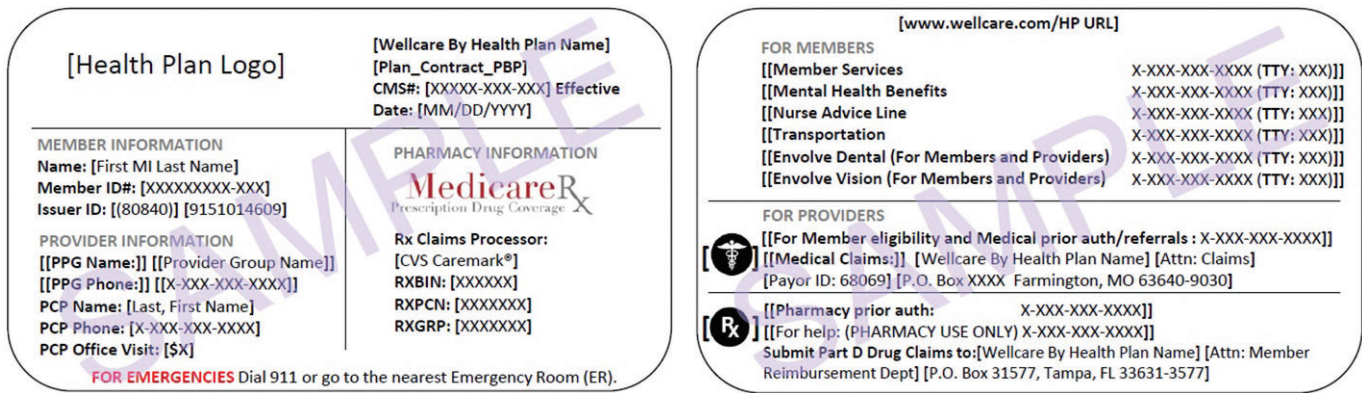 [Health Plan Logo]
[Wellcare By Health Plan Name]
[Plan_Contract_PBP]
CMS#: [XXXXX-XXX-XXX] Effective
Date: [MM/DD/YYYY]
MEMBER INFORMATION
Name: [First MI Last Name]
Member ID#: [XXXXXXXXX-XXX]
Issuer ID: [(80840)] [9151014609]
PROVIDER INFORMATION
[[PPG Name:]] [[Provider Group Name]]
[[PPG Phone:]] [[X-XXX-XXX-XXXX]]
PCP Name: [Last, First Name]
PCP Phone: [X-XXX-XXX-XXXX]
PCP Office Visit: [$X]
PHARMACY INFORMATION
MedicareRx
Prescription Drug Coverage
Rx Claims Processor:
[CVS Caremark®]
RXBIN: [XXXXXX]
RXPCN: [XXXXXXX]
RXGRP: [XXXXXXX]
FOR EMERGENCIES Dial 911 or go to the nearest Emergency Room (ER).
SAMPLE
[www.wellcare.com/HP URL]
FOR MEMBERS
[[Member Services X-XXX-XXX-XXXX (TTY: XXX)]]
[[Mental Health Benefits X-XXX-XXX-XXXX (TTY: XXX)]]
[[Nurse Advice Line X-XXX-XXX-XXXX (TTY: XXX)]]
[[Transportation X-XXX-XXX-XXXX (TTY: XXX)]]
[[Envolve Dental (For Members and Providers) X-XXX-XXX-XXXX (TTY: XXX)]]
[[Envolve Vision (For Members and Providers) X-XXX-XXX-XXXX (TTY: XXX)]]
FOR PROVIDERS
[[For Member eligibility and Medical prior auth/referrals : X-XXX-XXX-XXXX]]
[ ] [[Medical Claims:]] [Wellcare By Health Plan Name] [Attn: Claims]
[Payor ID: 68069] [P.O. Box XXXX Farmington, MO 63640-9030]
[[Pharmacy prior auth: X-XXX-XXX-XXXX]]
[Rx] [[For help: (PHARMACY USE ONLY) X-XXX-XXX-XXXX]]
Submit Part D Drug Claims to:[Wellcare By Health Plan Name] [Attn: Member
Reimbursement Dept] [P.O. Box 31577, Tampa, FL 33631-3577]
SAMPLE